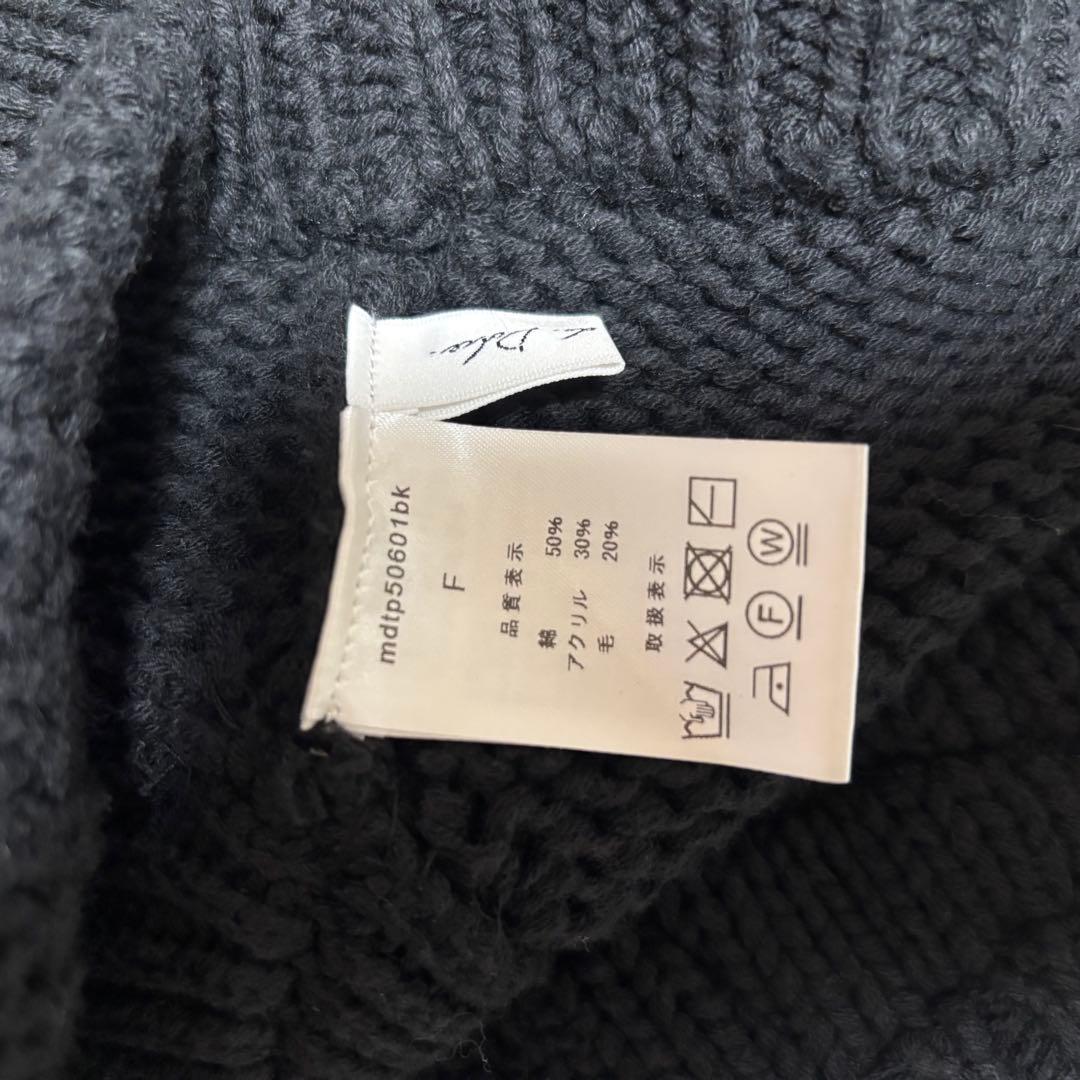 mdtp50601bk
F
品質表示
綿 50%
アクリル 30%
毛 20%
取扱表示
W
F